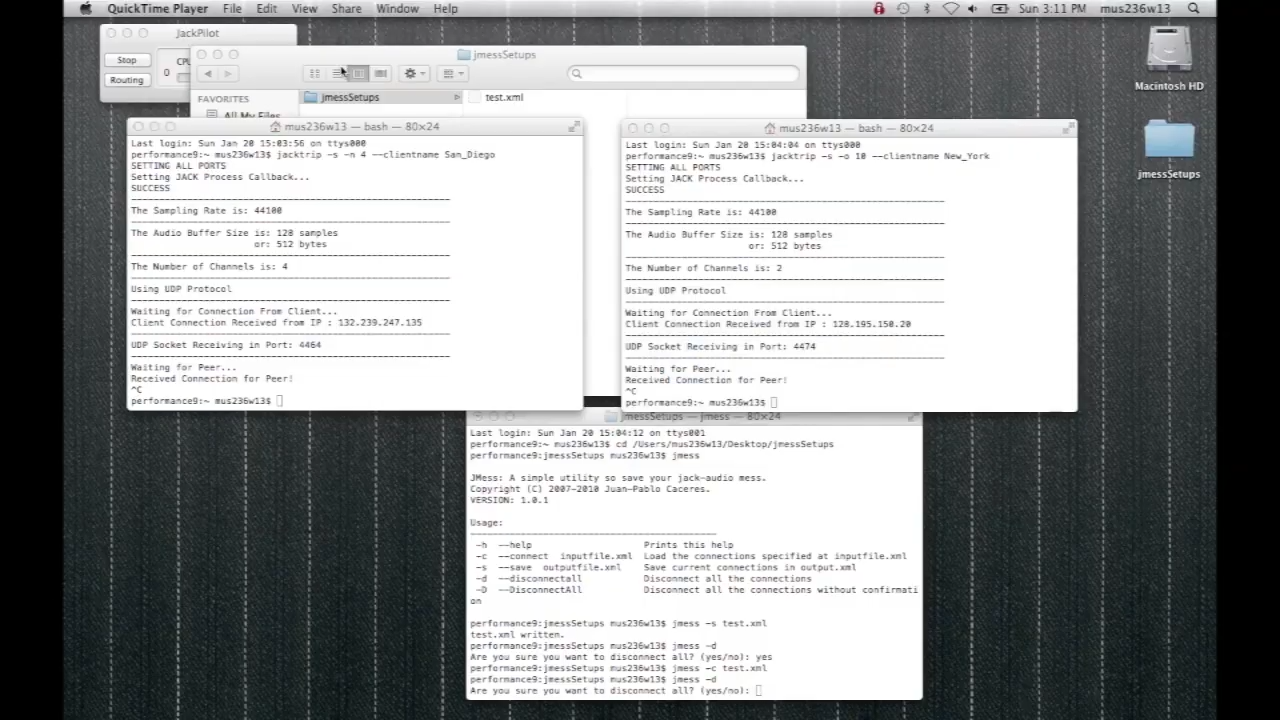 QuickTime Player File Edit View Share Window Help
Sun 3:11 PM mus236w13
JackPilot
Stop
Routing
CPU
0
jmessSetups
FAVORITES
All My Files
jmessSetups
test.xml
Macintosh HD
jmessSetups
mus236w13 — bash — 80×24
Last login: Sun Jan 20 15:03:56 on ttys000
performance9:~ mus236w13$ jacktrip -s -n 4 --clientname San_Diego
SETTING ALL PORTS
Setting JACK Process Callback...
SUCCESS
The Sampling Rate is: 44100
The Audio Buffer Size is: 128 samples
or: 512 bytes
The Number of Channels is: 4
Using UDP Protocol
Waiting for Connection From Client...
Client Connection Received from IP : 132.239.247.135
UDP Socket Receiving in Port: 4464
Waiting for Peer...
Received Connection for Peer!
^C
performance9:~ mus236w13$
mus236w13 — bash — 80×24
Last login: Sun Jan 20 15:04:04 on ttys000
performance9:~ mus236w13$ jacktrip -s -o 10 --clientname New_York
SETTING ALL PORTS
Setting JACK Process Callback...
SUCCESS
The Sampling Rate is: 44100
The Audio Buffer Size is: 128 samples
or: 512 bytes
The Number of Channels is: 2
Using UDP Protocol
Waiting for Connection From Client...
Client Connection Received from IP : 128.195.150.20
UDP Socket Receiving in Port: 4474
Waiting for Peer...
Received Connection for Peer!
^C
performance9:~ mus236w13$
jmessSetups — jmess — 80×24
Last login: Sun Jan 20 15:04:12 on ttys001
performance9:~ mus236w13$ cd /Users/mus236w13/Desktop/jmessSetups
performance9:jmessSetups mus236w13$ jmess
JMess: A simple utility so save your jack-audio mess.
Copyright (C) 2007-2010 Juan-Pablo Caceres.
VERSION: 1.0.1
Usage:
-h --help Prints this help
-c --connect inputfile.xml Load the connections specified at inputfile.xml
-s --save outputfile.xml Save current connections in output.xml
-d --disconnectall Disconnect all the connections
-D --DisconnectAll Disconnect all the connections without confirmati
on
performance9:jmessSetups mus236w13$ jmess -s test.xml
test.xml written.
performance9:jmessSetups mus236w13$ jmess -d
Are you sure you want to disconnect all? (yes/no): yes
performance9:jmessSetups mus236w13$ jmess -c test.xml
performance9:jmessSetups mus236w13$ jmess -d
Are you sure you want to disconnect all? (yes/no):